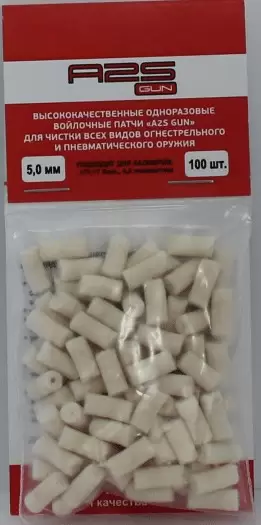 A2S
GUN
ВЫСОКОКАЧЕСТВЕННЫЕ ОДНОРАЗОВЫЕ
ВОЙЛОЧНЫЕ ПАТЧИ «A2S GUN»
ДЛЯ ЧИСТКИ ВСЕХ ВИДОВ ОГНЕСТРЕЛЬНОГО
И ПНЕВМАТИЧЕСКОГО ОРУЖИЯ
5,0 мм
100 шт.
качества